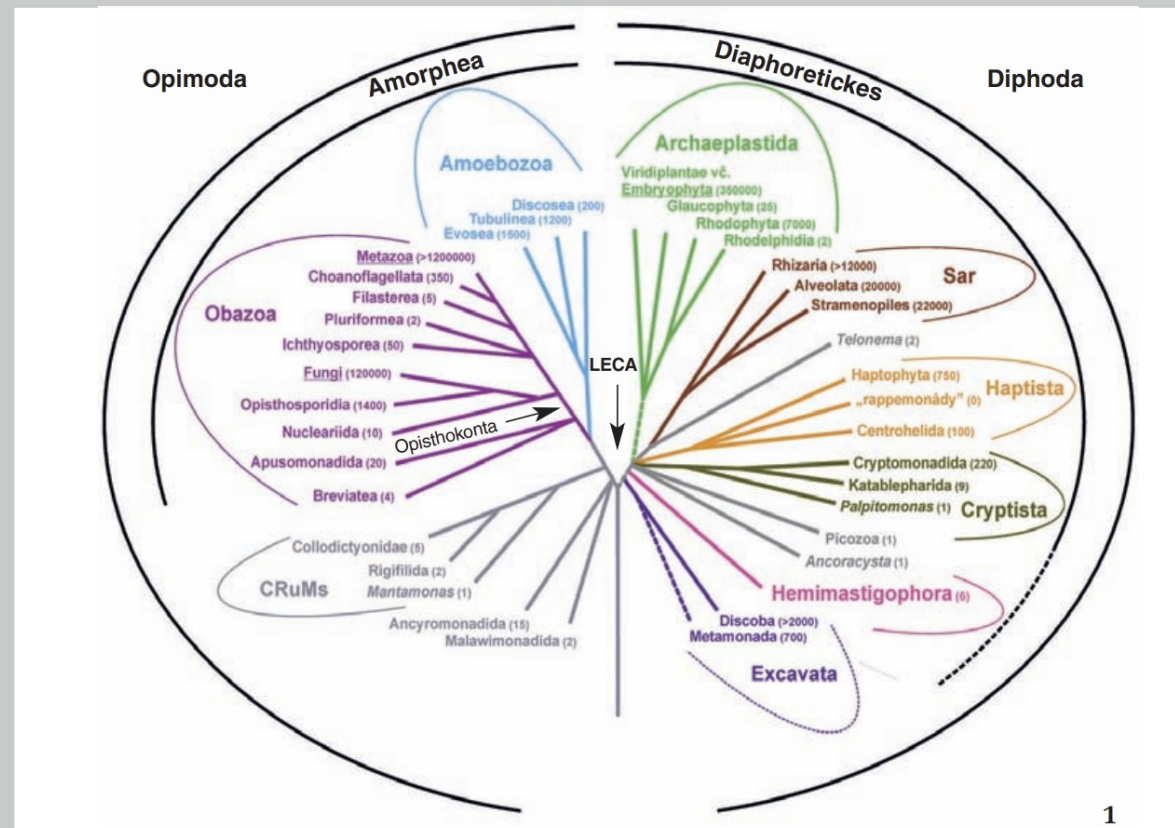 Opimoda
Amorphea
Diaphoretickes
Diphoda
Amoebozoa
Discosea (200)
Tubulinea (1200)
Evosea (1500)
Archaeplastida
Viridiplantae vč.
Embryophyta (350000)
Glaucophyta (25)
Rhodophyta (7000)
Rhodelphidia (2)
Obazoa
Metazoa (>1200000)
Choanoflagellata (350)
Filasterea (5)
Pluriformea (2)
Ichthyosporea (50)
Fungi (120000)
Opisthosporidia (1400)
Nucleariida (10)
Apusomonadida (20)
Breviatea (4)
Opisthokonta
LECA
Sar
Rhizaria (>12000)
Alveolata (20000)
Stramenopiles (22000)
Telonema (2)
Haptista
Haptophyta (750)
„rappemonády” (0)
Centrohelida (100)
Cryptomonadida (220)
Katablepharida (9)
Palpitomonas (1)
Cryptista
Picozoa (1)
Ancoracysta (1)
Hemimastigophora (6)
Discoba (>2000)
Metamonada (700)
Excavata
CRuMs
Collodictyonidae (5)
Rigifilida (2)
Mantamonas (1)
Ancyromonadida (15)
Malawimonadida (2)
1